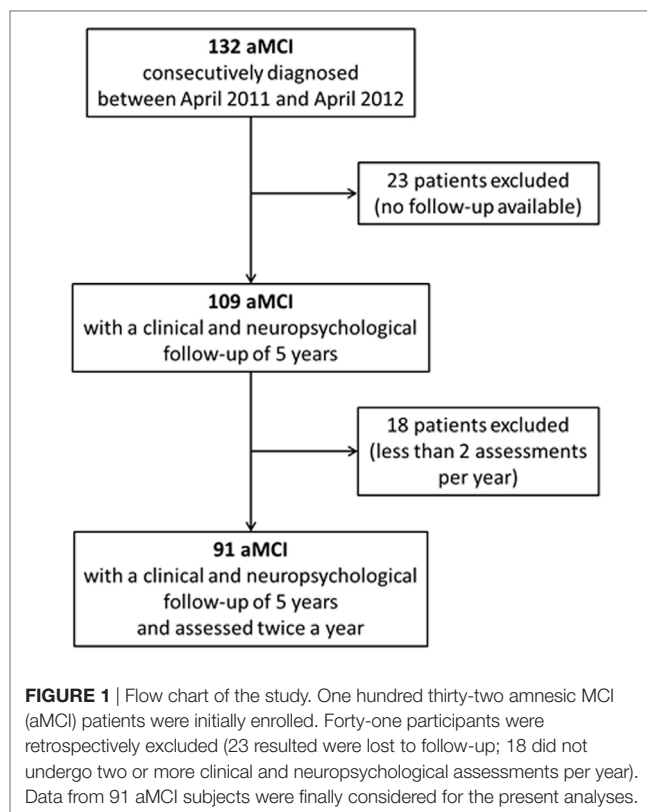 132 aMCI
consecutively diagnosed
between April 2011 and April 2012
23 patients excluded
(no follow-up available)
109 aMCI
with a clinical and neuropsychological
follow-up of 5 years
18 patients excluded
(less than 2 assessments
per year)
91 aMCI
with a clinical and neuropsychological
follow-up of 5 years
and assessed twice a year
FIGURE 1 | Flow chart of the study. One hundred thirty-two amnesic MCI
(aMCI) patients were initially enrolled. Forty-one participants were
retrospectively excluded (23 resulted were lost to follow-up; 18 did not
undergo two or more clinical and neuropsychological assessments per year).
Data from 91 aMCI subjects were finally considered for the present analyses.